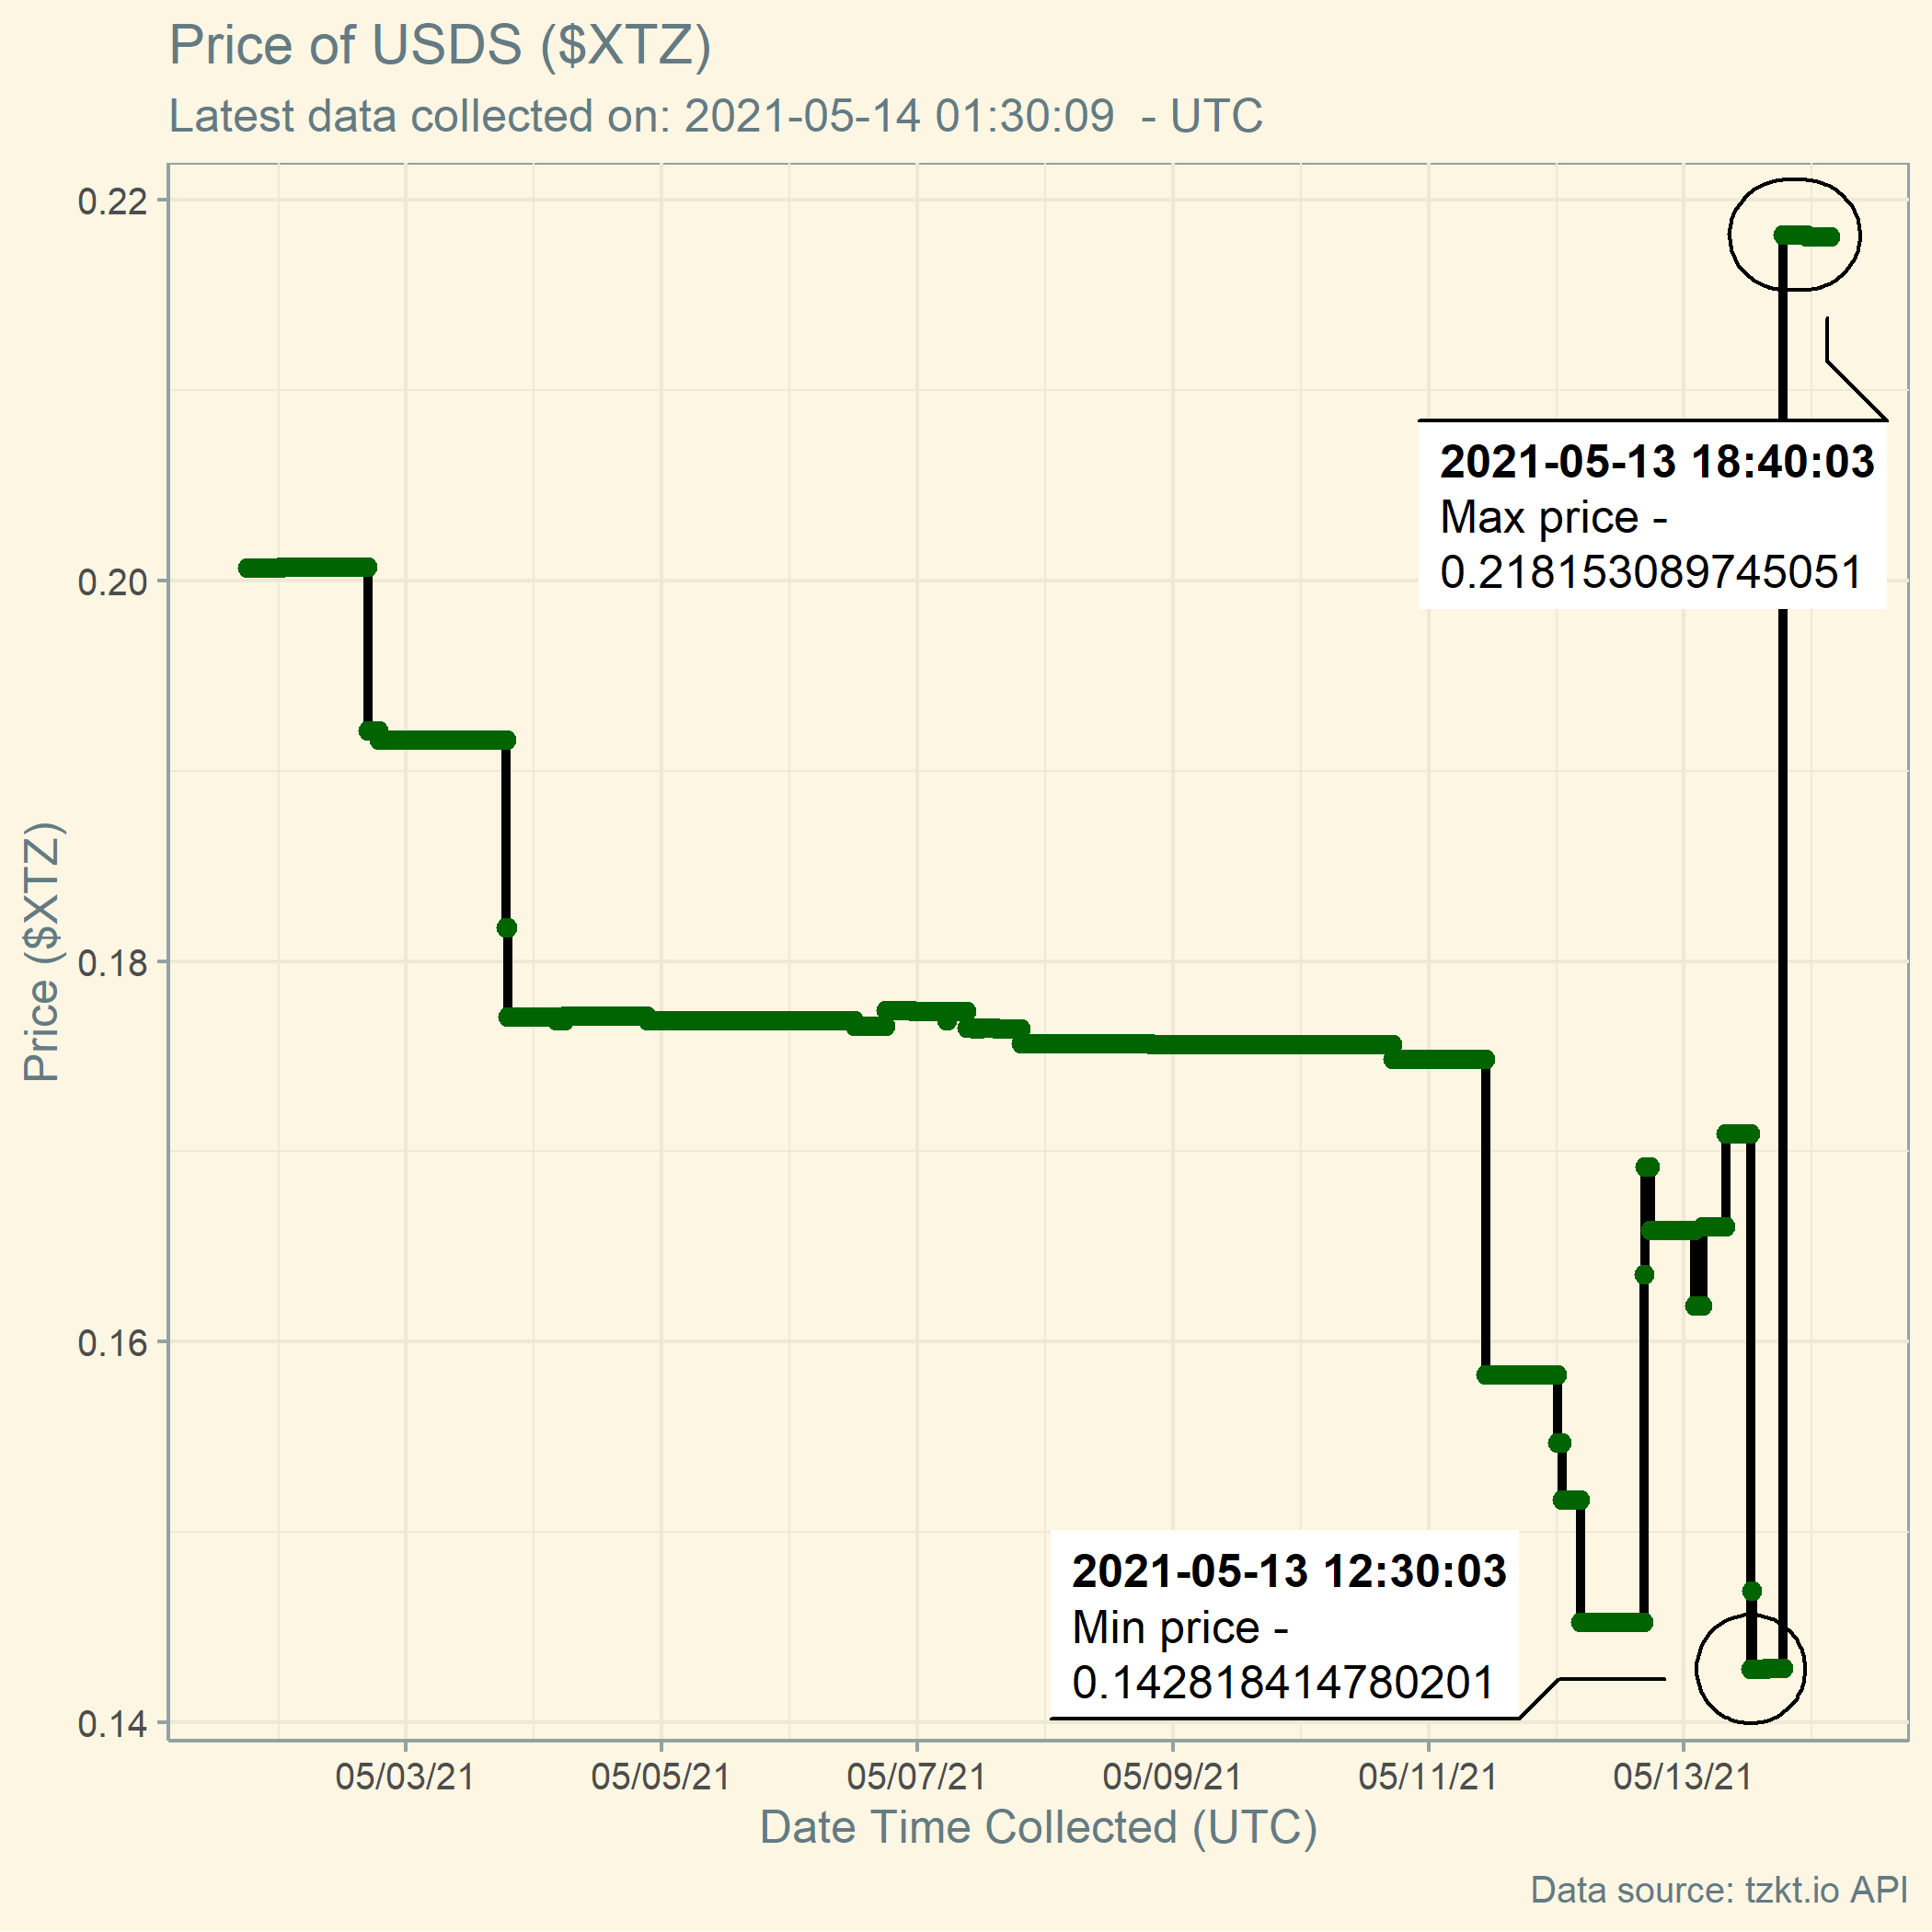 Price of USDS ($XTZ)
Latest data collected on: 2021-05-14 01:30:09  - UTC
0.22
0.20
0.18
0.16
0.14
Price ($XTZ)
2021-05-13 18:40:03
Max price -
0.218153089745051
2021-05-13 12:30:03
Min price -
0.142818414780201
05/03/21
05/05/21
05/07/21
05/09/21
05/11/21
05/13/21
Date Time Collected (UTC)
Data source: tzkt.io API